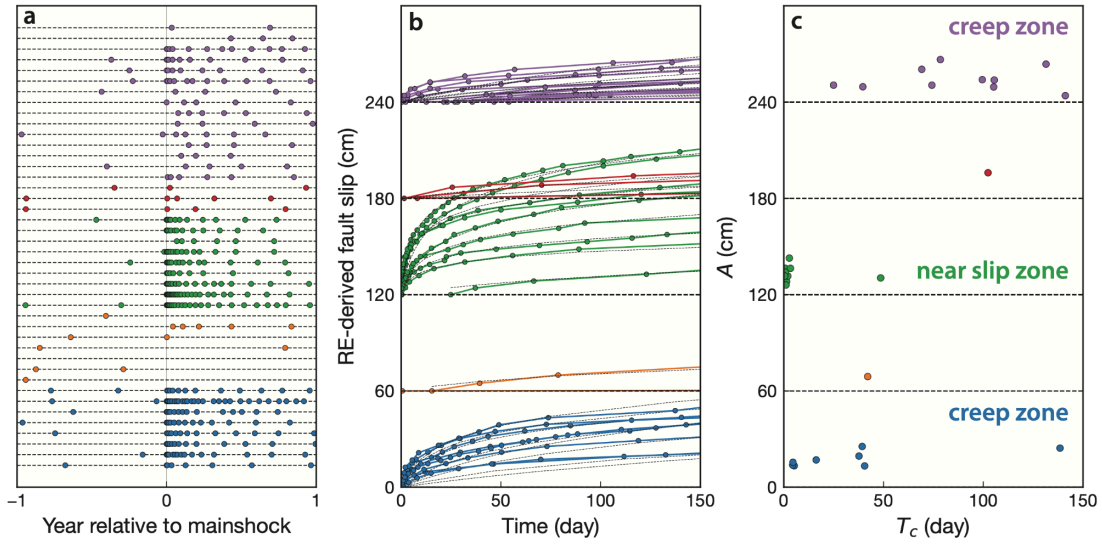 a
−1
0
1
Year relative to mainshock
b
RE-derived fault slip (cm)
240
180
120
60
0
0
50
100
150
Time (day)
c
creep zone
near slip zone
creep zone
A (cm)
240
180
120
60
0
0
50
100
150
Tc (day)